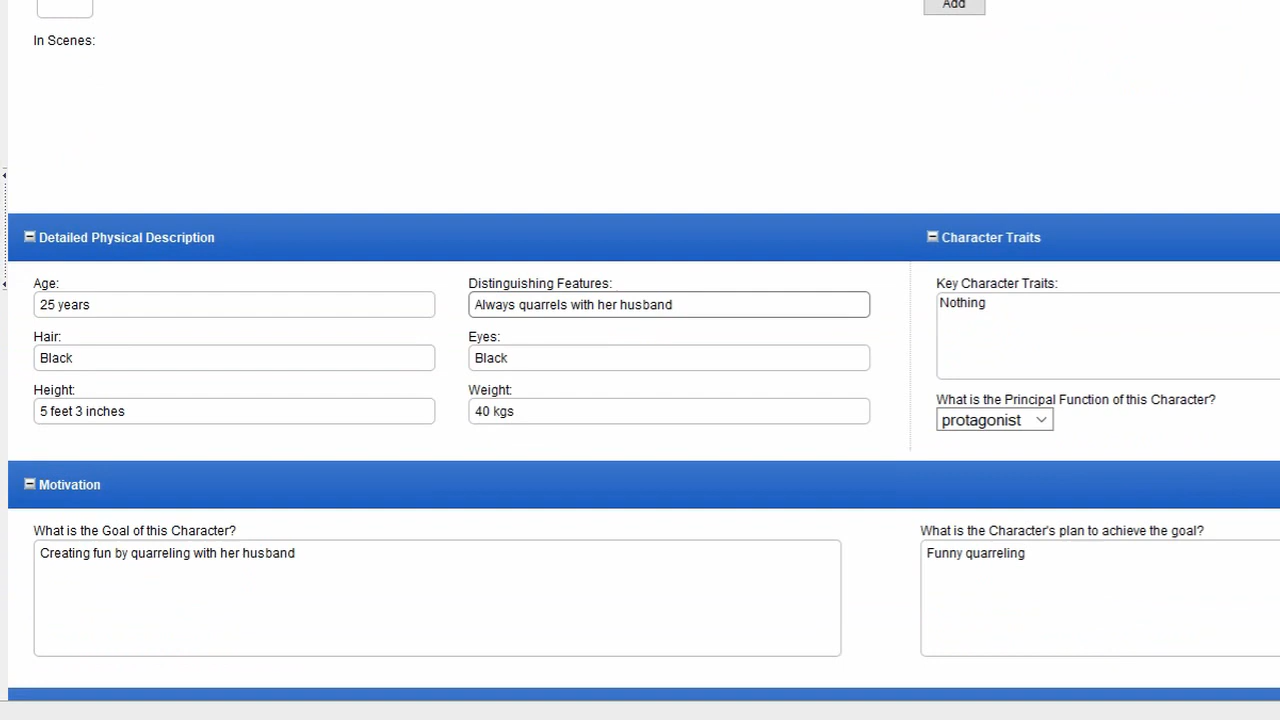 Add
In Scenes:
Detailed Physical Description
Character Traits
Age:
Distinguishing Features:
Key Character Traits:
25 years
Always quarrels with her husband
Nothing
Hair:
Eyes:
Black
Black
Height:
Weight:
What is the Principal Function of this Character?
5 feet 3 inches
40 kgs
protagonist
Motivation
What is the Goal of this Character?
What is the Character's plan to achieve the goal?
Creating fun by quarreling with her husband
Funny quarreling